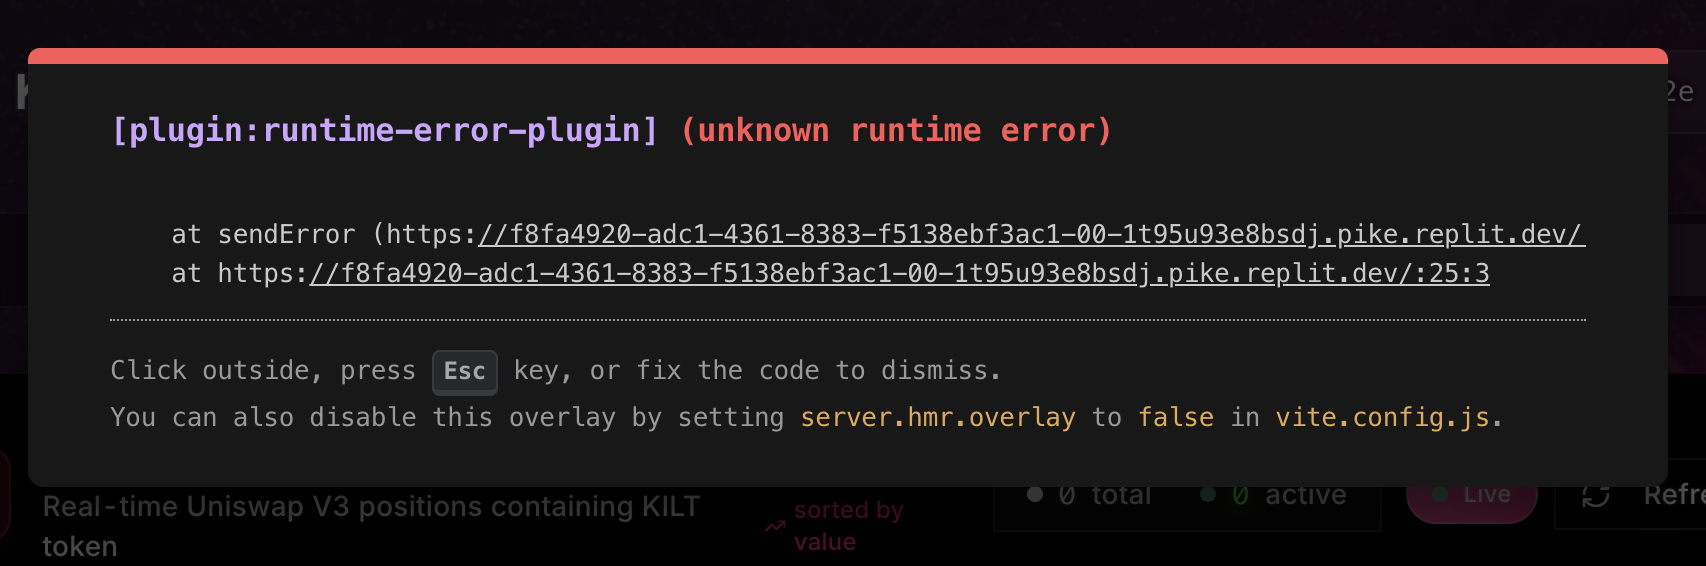 2e
[plugin:runtime-error-plugin] (unknown runtime error)
at sendError (https://f8fa4920-adc1-4361-8383-f5138ebf3ac1-00-1t95u93e8bsdj.pike.replit.dev/
at https://f8fa4920-adc1-4361-8383-f5138ebf3ac1-00-1t95u93e8bsdj.pike.replit.dev/:25:3
Click outside, press Esc key, or fix the code to dismiss.
You can also disable this overlay by setting server.hmr.overlay to false in vite.config.js.
Real-time Uniswap V3 positions containing KILT
token
sorted by
value
0 total
0 active
Live
Refre